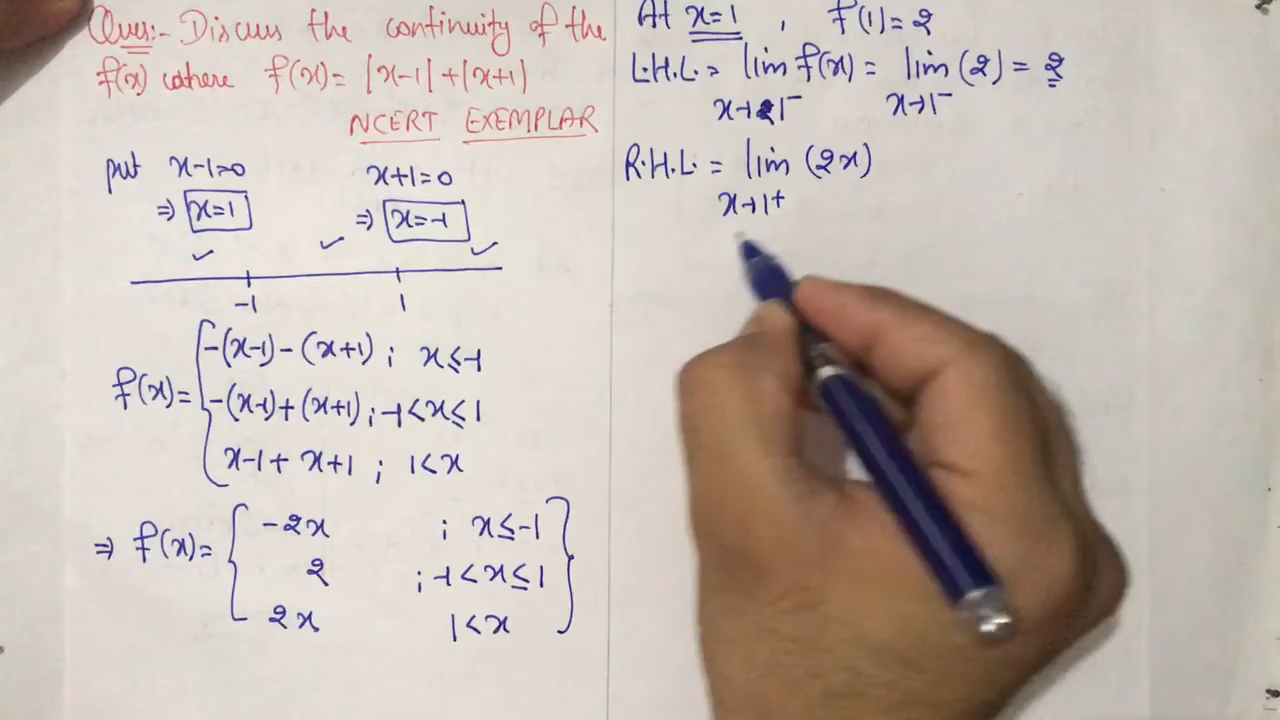 Ques:- Discuss the continuity of the
f(x) where f(x)= |x-1|+|x+1|
NCERT EXEMPLAR
put x-1=0 x+1=0
⇒ x=1 ⇒ x=-1
-1 1
f(x)= { -(x-1)-(x+1) ; x≤-1
-(x-1)+(x+1) ; -1<x≤1
x-1+x+1 ; 1<x
⇒ f(x)= { -2x ; x≤-1 }
2 ; -1<x≤1
2x 1<x
At x=1 , f(1)=2
L.H.L. = lim f(x) = lim (2) = 2
x→1⁻ x→1⁻
R.H.L. = lim (2x)
x→1⁺